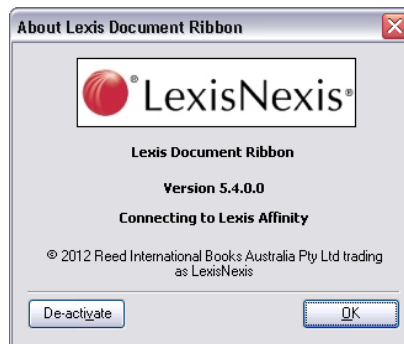 About Lexis Document Ribbon
® LexisNexis®
Lexis Document Ribbon
Version 5.4.0.0
Connecting to Lexis Affinity
© 2012 Reed International Books Australia Pty Ltd trading
as LexisNexis
De-activate OK